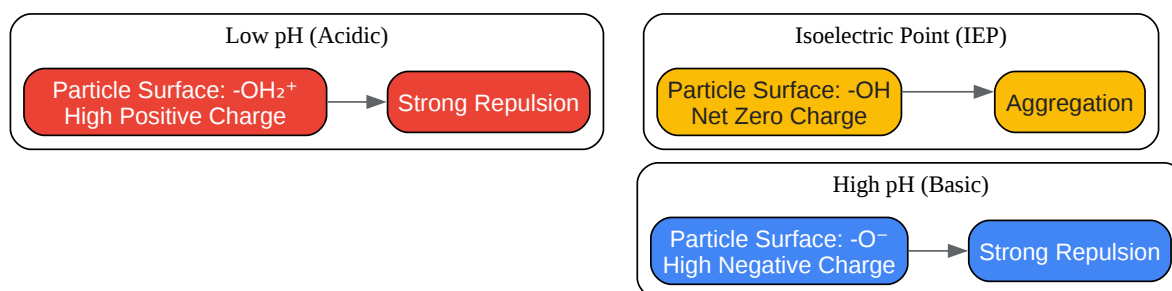 Low pH (Acidic)
Particle Surface: -OH₂⁺
High Positive Charge
Strong Repulsion
Isoelectric Point (IEP)
Particle Surface: -OH
Net Zero Charge
Aggregation
High pH (Basic)
Particle Surface: -O⁻
High Negative Charge
Strong Repulsion